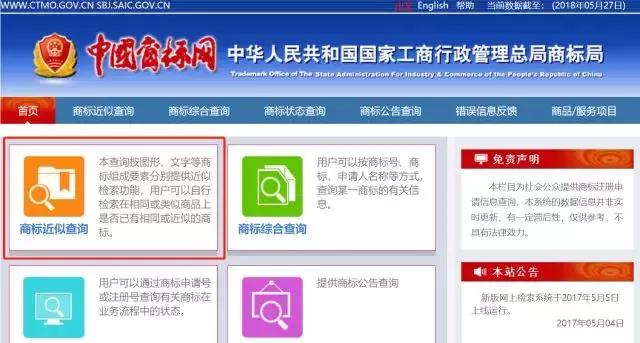 WWW.CTMO.GOV.CN SBJ.SAIC.GOV.CN
中文 English 帮助 当前数据截至： (2018年05月27日)
中国商标网 中华人民共和国国家工商行政管理总局商标局
Trademark Office of The State Administration For Industry & Commerce of the People's Republic of China
首页 商标近似查询 商标综合查询 商标状态查询 商标公告查询 错误信息反馈 商品/服务项目
本查询按图形、文字等商
标组成要素分别提供近似
检索功能，用户可以自行
检索在相同或类似商品上
是否已有相同或近似的商
标。
商标近似查询
用户可以按商标号、商
标、申请人名称等方式，
查询某一商标的有关信
息。
商标综合查询
用户可以通过商标申请号
或注册号查询有关商标在
业务流程中的状态。
提供商标公告查询
免责声明
本栏目为社会公众提供商标注册申
请信息查询，本系统的数据信息并非实
时更新，有一定滞后性，仅供参考，不
具有法律效力。
本站公告
新版网上检索系统于2017年5月5日
上线运行。
2017年05月04日